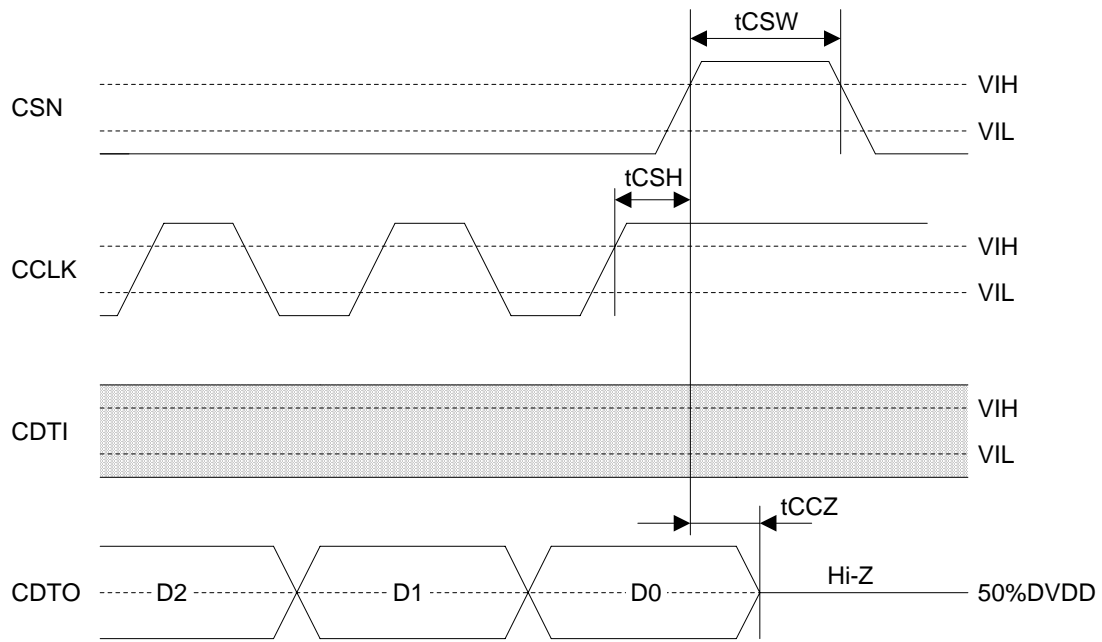 tCSW
CSN
VIH
VIL
tCSH
CCLK
VIH
VIL
CDTI
VIH
VIL
tCCZ
CDTO
D2
D1
D0
Hi-Z
50%DVDD